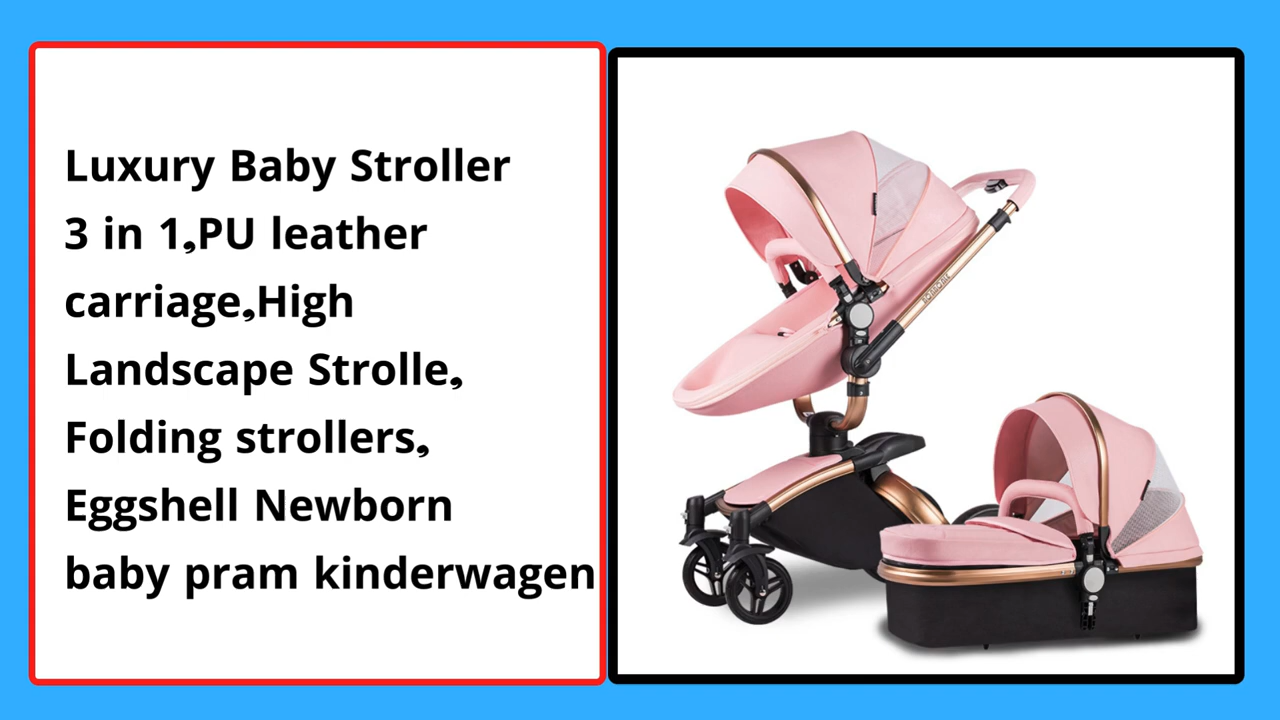 Luxury Baby Stroller
3 in 1,PU leather
carriage,High
Landscape Strolle,
Folding strollers,
Eggshell Newborn
baby pram kinderwagen